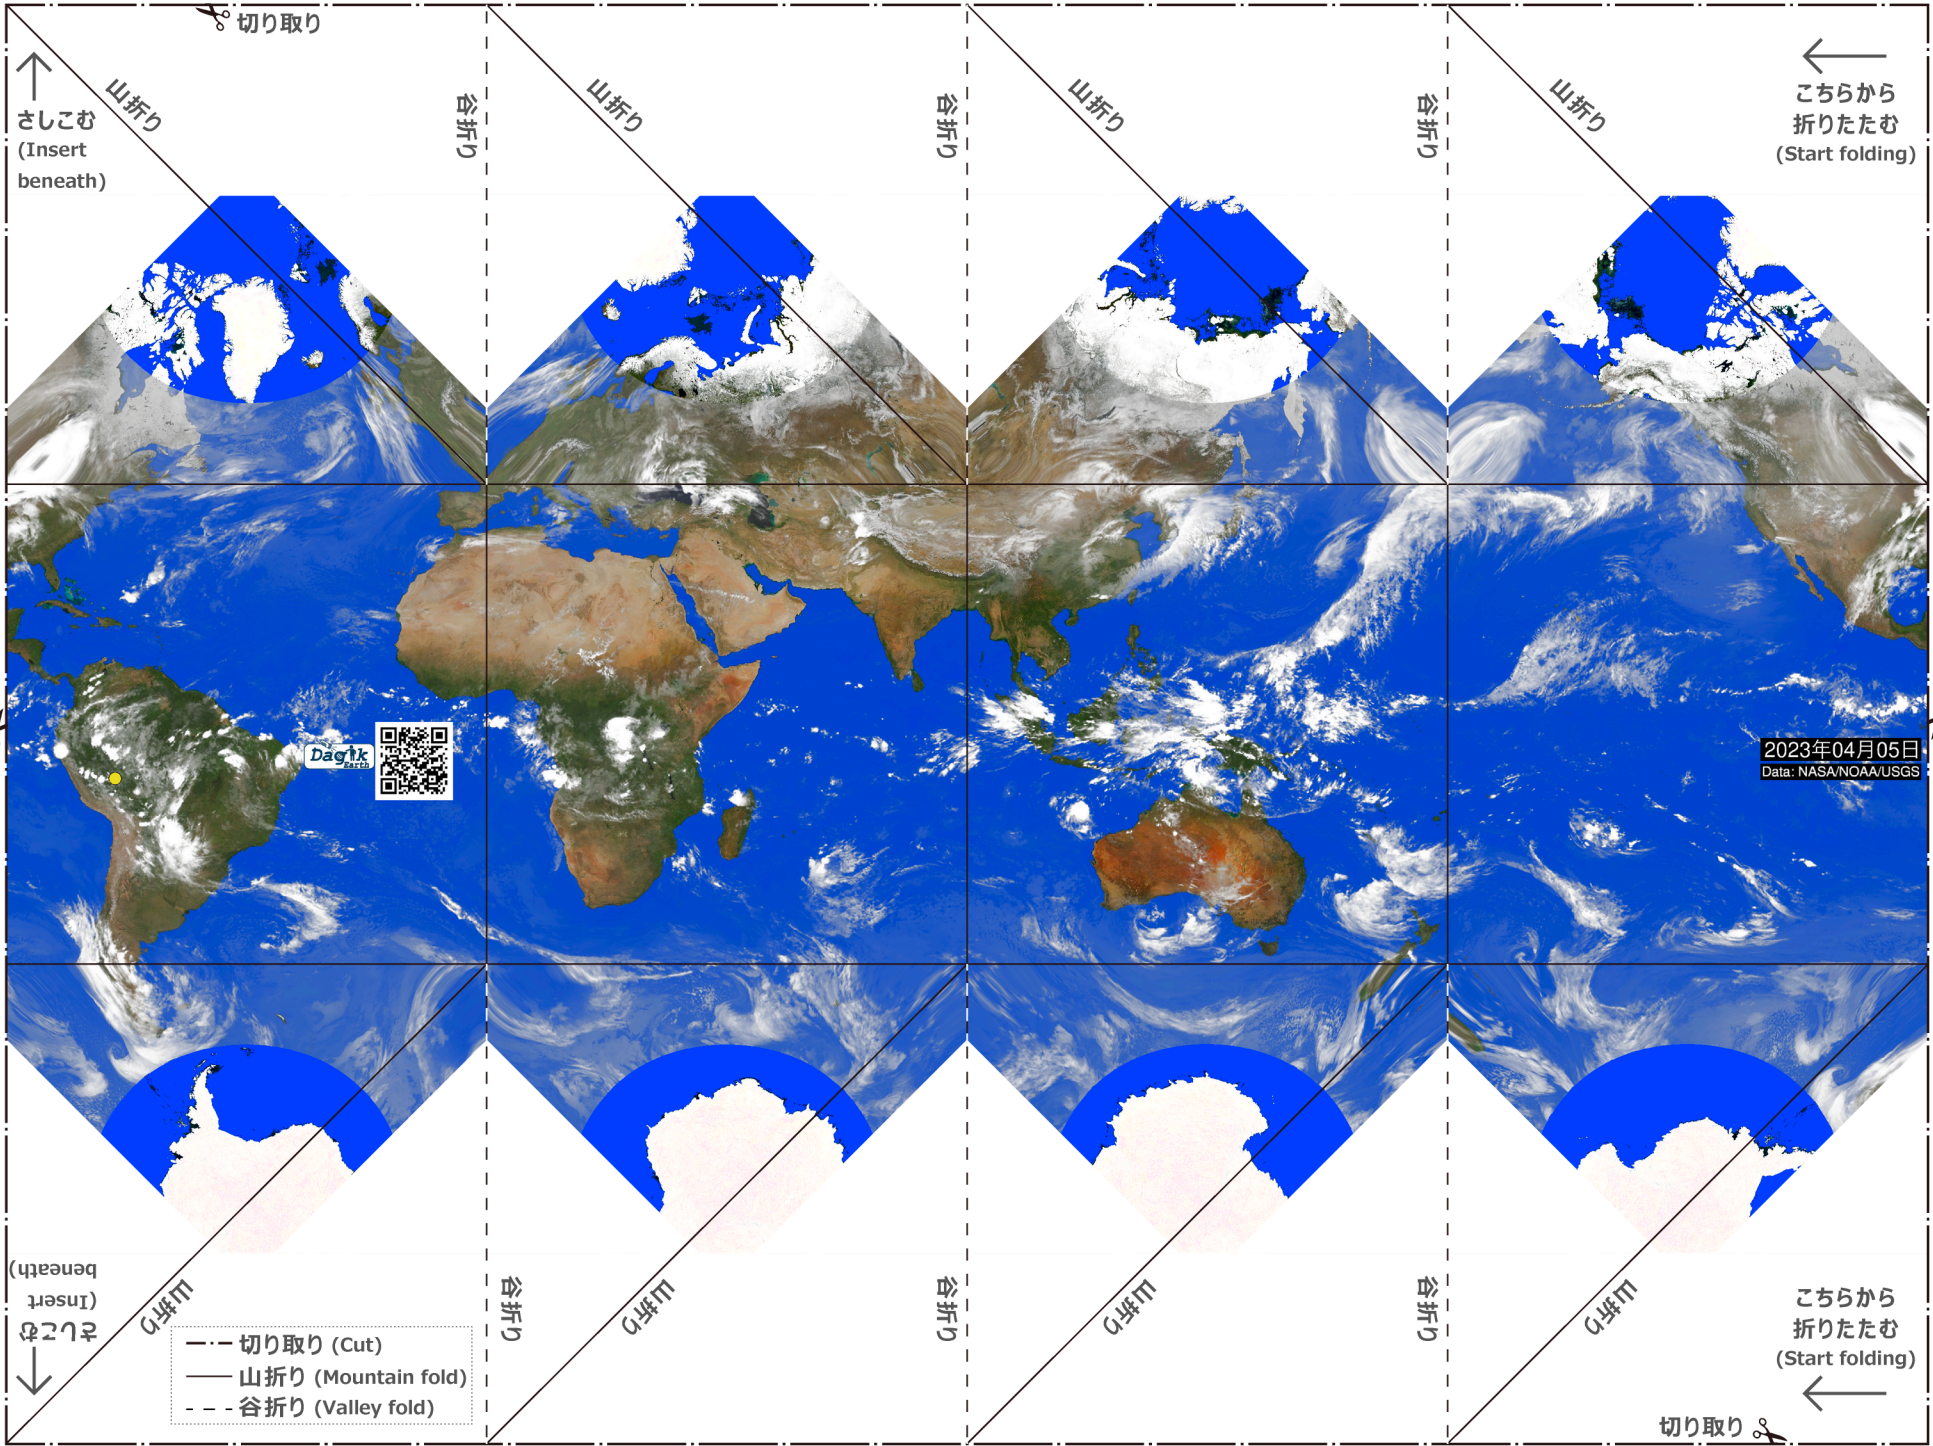 切り取り
山折り
谷折り
山折り
谷折り
山折り
谷折り
山折り
さしこむ
(Insert
beneath)
こちらから
折りたたむ
(Start folding)
Dagik
Earth
2023年04月05日
Data: NASA/NOAA/USGS
さしこむ
(Insert
beneath)
山折り
谷折り
山折り
谷折り
山折り
谷折り
山折り
こちらから
折りたたむ
(Start folding)
切り取り (Cut)
山折り (Mountain fold)
谷折り (Valley fold)
切り取り